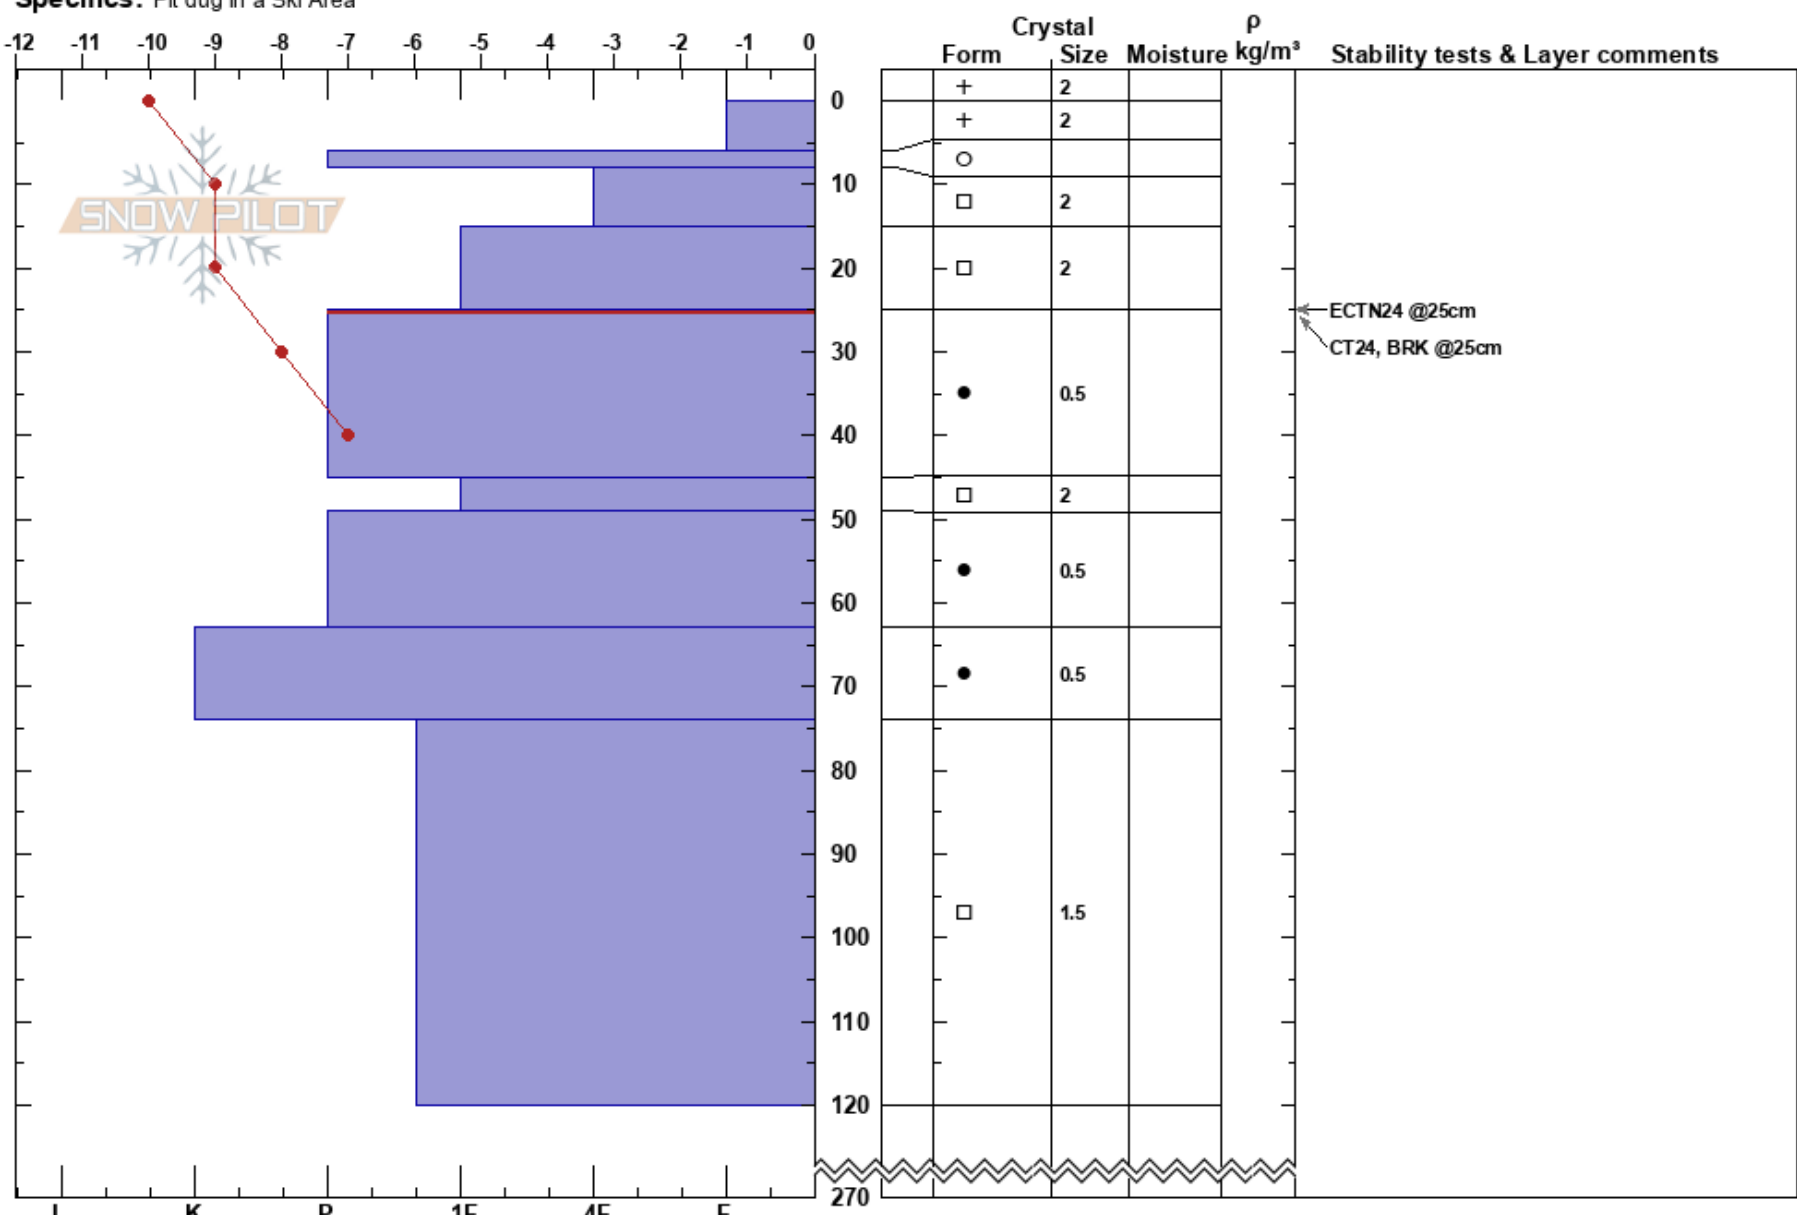 Specifics: Pit dug in a Ski Area
-12 -11 -10 -9 -8 -7 -6 -5 -4 -3 -2 -1 0
Crystal
ρ
Form Size Moisture kg/m³ Stability tests & Layer comments
+ 2
0
+ 2
SNOW PILOT
10
2
20
2
ECTN24 @25cm
30
CT24, BRK @25cm
0.5
40
2
50
0.5
60
0.5
70
80
90
1.5
100
110
120
270
I K P 1F 4F F